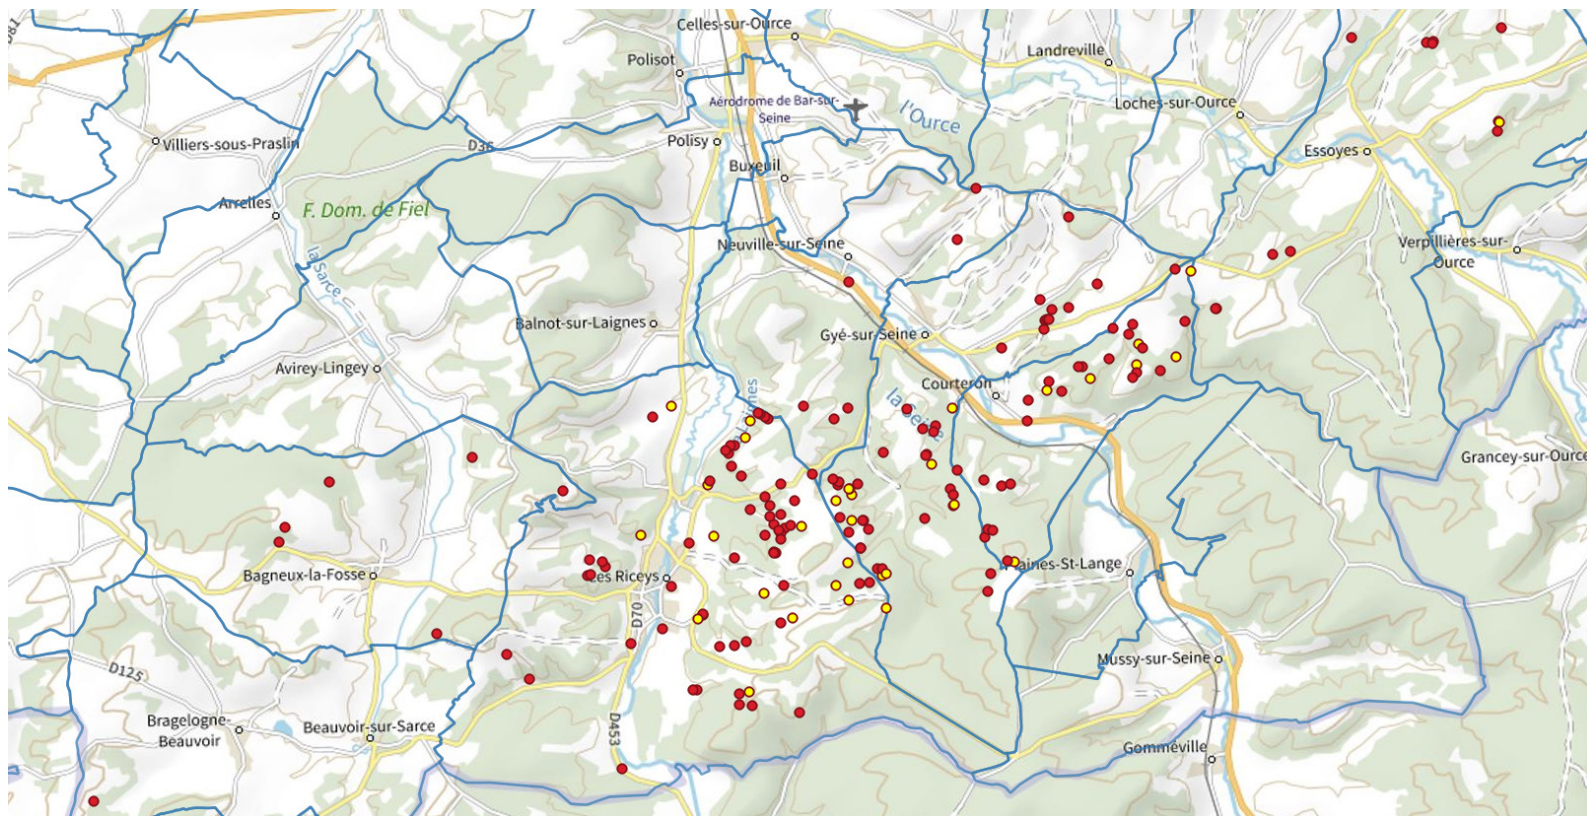 Celles-sur-Ource
Landreville
Polisot
Aérodrome de Bar-sur-
Seine
l'Ource
Loches-sur-Ource
Villiers-sous-Praslin
D36
Polisy
Essoyes
Buxeuil
Arrelles
F. Dom. de Fiel
Neuville-sur-Seine
Verpillières-sur-
Ource
la Sarce
Balnot-sur-Laignes
Gyé-sur-Seine
Avirey-Lingey
Courteron
la Seine
Grancey-sur-Ource
Bagneux-la-Fosse
Les Riceys
Plaines-St-Lange
D70
Mussy-sur-Seine
D125
Bragelogne-
Beauvoir
Beauvoir-sur-Sarce
D453
Gomméville